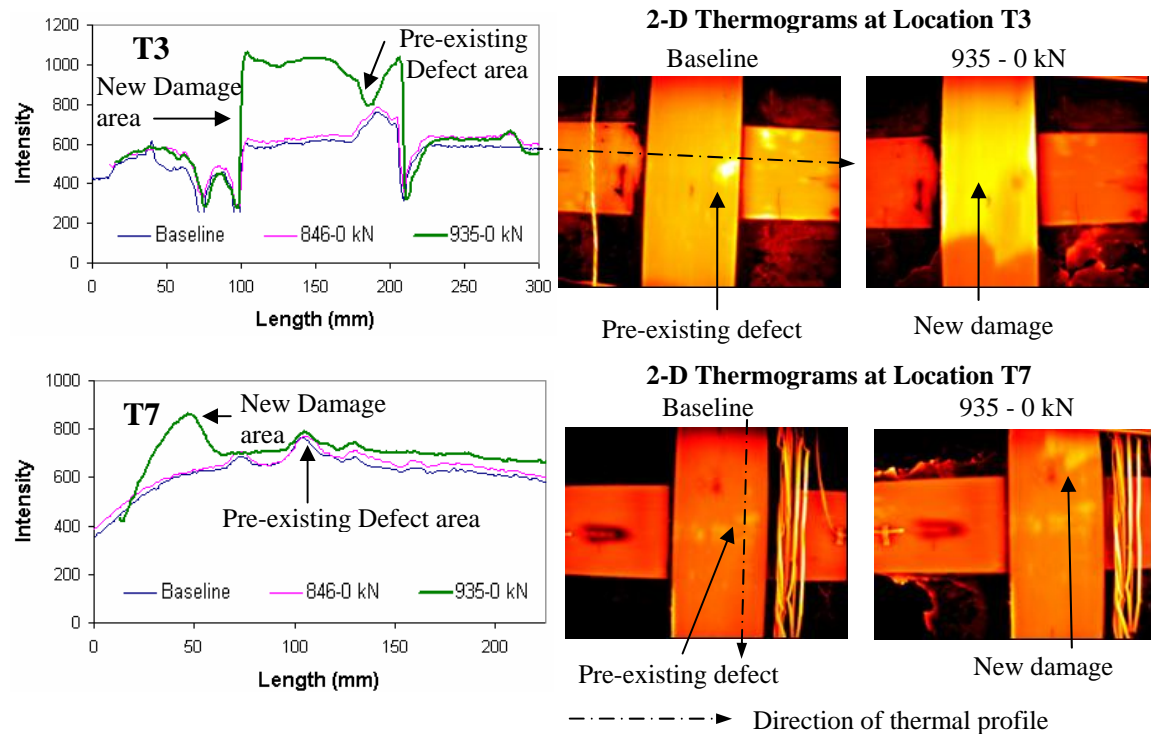 T3
1200
1000
800
600
400
200
0
Intensity
0 50 100 150 200 250 300
Length (mm)
New Damage
area
Pre-existing
Defect area
Baseline 846-0 kN 935-0 kN
2-D Thermograms at Location T3
Baseline
935 - 0 kN
Pre-existing defect
New damage
T7
1000
800
600
400
200
0
Intensity
0 50 100 150 200
Length (mm)
New Damage
area
Pre-existing Defect area
Baseline 846-0 kN 935-0 kN
2-D Thermograms at Location T7
Baseline
935 - 0 kN
Pre-existing defect
New damage
Direction of thermal profile